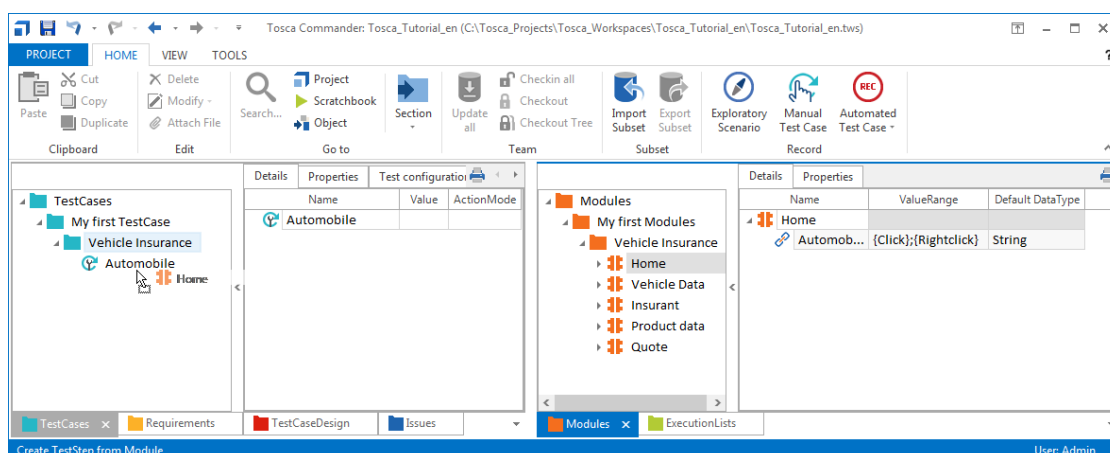 Tosca Commander: Tosca_Tutorial_en (C:\Tosca_Projects\Tosca_Workspaces\Tosca_Tutorial_en\Tosca_Tutorial_en.tws)
PROJECT HOME VIEW TOOLS ?
Paste
Cut
Copy
Duplicate
Clipboard
Delete
Modify
Attach File
Edit
Search...
Project
Scratchbook
Object
Section
Go to
Update all
Checkin all
Checkout
Checkout Tree
Team
Import Subset
Export Subset
Subset
Exploratory Scenario
Manual Test Case
REC
Automated Test Case
Record
TestCases
My first TestCase
Vehicle Insurance
Automobile
Home
Details Properties Test configuration
Name Value ActionMode
Automobile
Modules
My first Modules
Vehicle Insurance
Home
Vehicle Data
Insurant
Product data
Quote
Details Properties
Name ValueRange Default DataType
Home
Automob... {Click};{Rightclick} String
TestCases x Requirements TestCaseDesign Issues Modules x ExecutionLists
Create TestStep from Module User: Admin